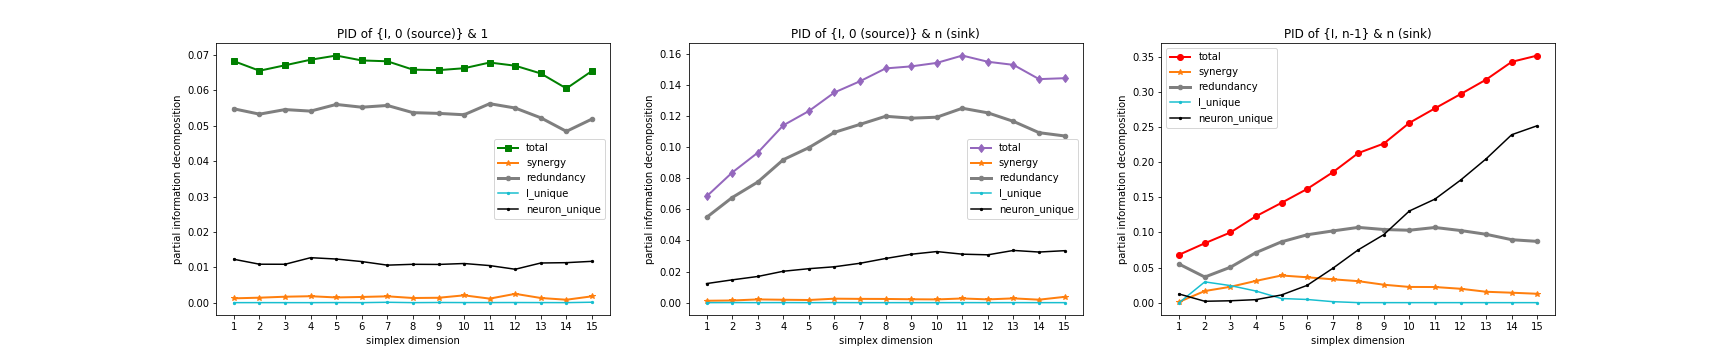 PID of {I, 0 (source)} & 1
partial information decomposition
0.07
0.06
0.05
0.04
0.03
0.02
0.01
0.00
total
synergy
redundancy
I_unique
neuron_unique
1 2 3 4 5 6 7 8 9 10 11 12 13 14 15
simplex dimension
PID of {I, 0 (source)} & n (sink)
partial information decomposition
0.16
0.14
0.12
0.10
0.08
0.06
0.04
0.02
0.00
total
synergy
redundancy
I_unique
neuron_unique
1 2 3 4 5 6 7 8 9 10 11 12 13 14 15
simplex dimension
PID of {I, n-1} & n (sink)
partial information decomposition
0.35
0.30
0.25
0.20
0.15
0.10
0.05
0.00
total
synergy
redundancy
I_unique
neuron_unique
1 2 3 4 5 6 7 8 9 10 11 12 13 14 15
simplex dimension